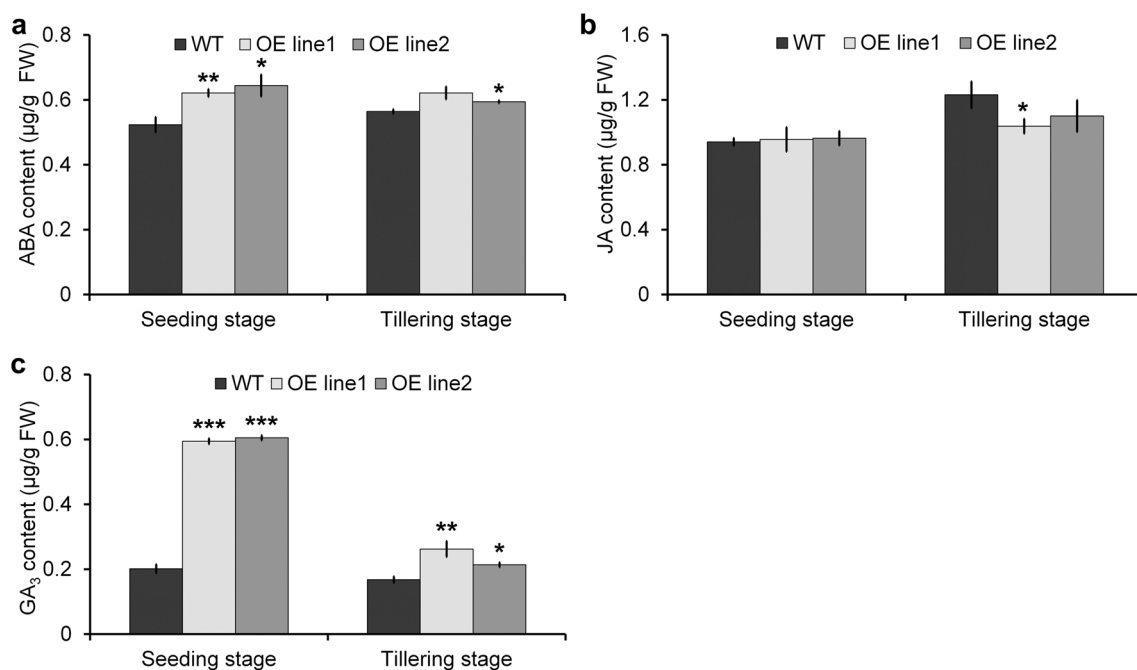 a
0.8
WT OE line1 OE line2
** *
*
0.6
0.4
0.2
0
ABA content (µg/g FW)
Seeding stage Tillering stage
b
1.6
WT OE line1 OE line2
1.2
*
0.8
0.4
0
JA content (µg/g FW)
Seeding stage Tillering stage
c
0.8
WT OE line1 OE line2
*** ***
0.6
0.4
** *
0.2
0
GA₃ content (µg/g FW)
Seeding stage Tillering stage